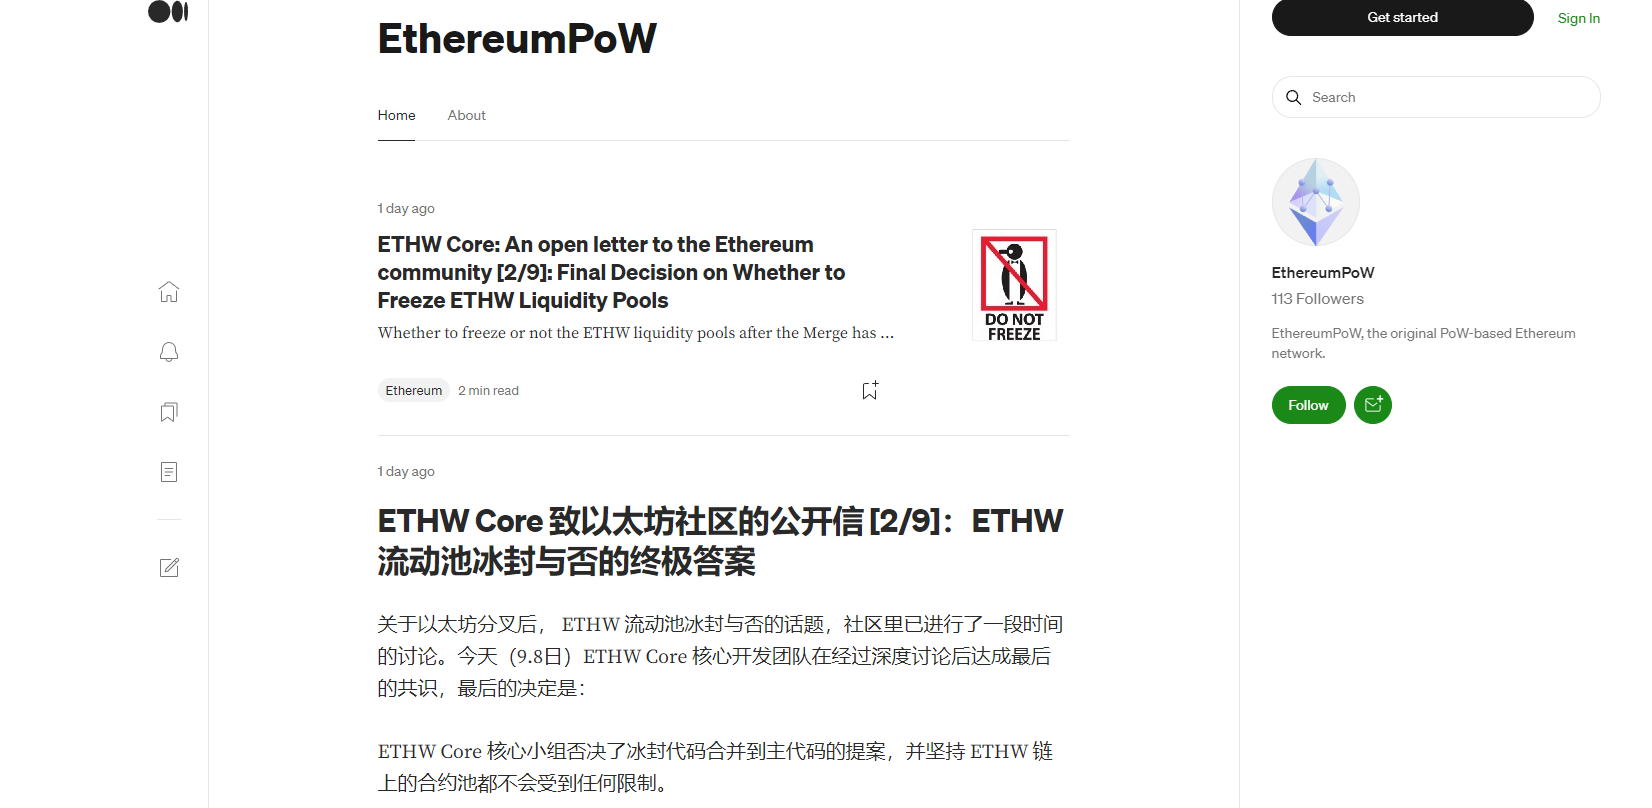 EthereumPoW
Home About
1 day ago
ETHW Core: An open letter to the Ethereum
community [2/9]: Final Decision on Whether to
Freeze ETHW Liquidity Pools
Whether to freeze or not the ETHW liquidity pools after the Merge has ...
DO NOT
FREEZE
Ethereum 2 min read
1 day ago
ETHW Core 致以太坊社区的公开信 [2/9]：ETHW
流动池冰封与否的终极答案
关于以太坊分叉后， ETHW 流动池冰封与否的话题，社区里已进行了一段时间
的讨论。今天（9.8日）ETHW Core 核心开发团队在经过深度讨论后达成最后
的共识，最后的决定是：
ETHW Core 核心小组否决了冰封代码合并到主代码的提案，并坚持 ETHW 链
上的合约池都不会受到任何限制。
Get started Sign In
Search
EthereumPoW
113 Followers
EthereumPoW, the original PoW-based Ethereum
network.
Follow